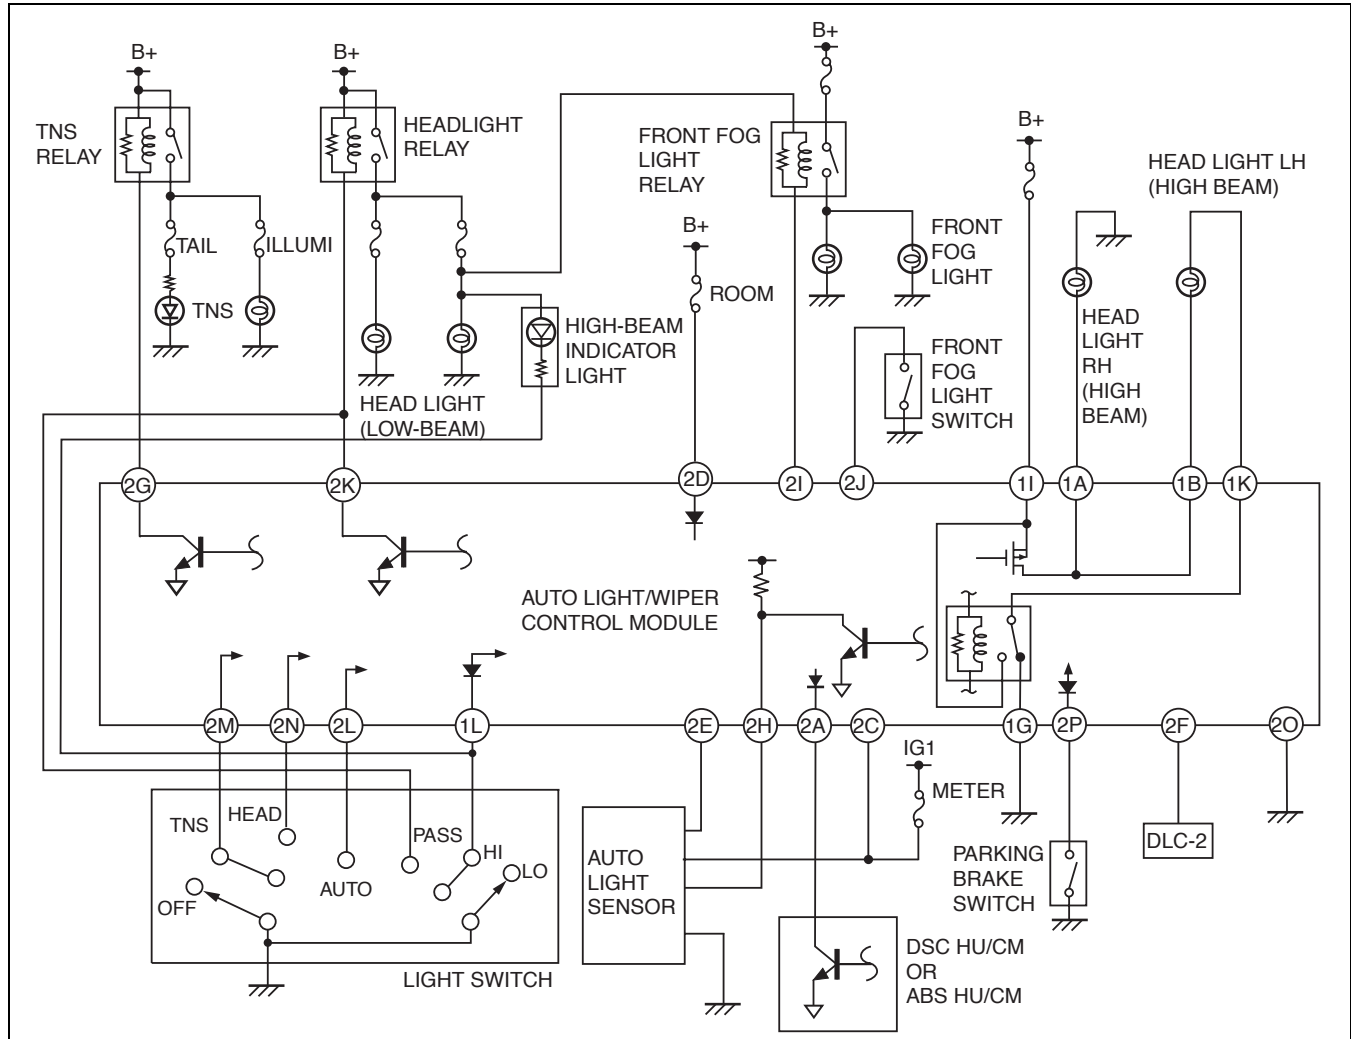 B+
B+
B+
B+
B+
TNS
RELAY
HEADLIGHT
RELAY
FRONT FOG
LIGHT
RELAY
HEAD LIGHT LH
(HIGH BEAM)
TAIL
ILLUMI
TNS
ROOM
FRONT
FOG
LIGHT
HIGH-BEAM
INDICATOR
LIGHT
HEAD LIGHT
(LOW-BEAM)
FRONT
FOG
LIGHT
SWITCH
HEAD
LIGHT
RH
(HIGH
BEAM)
2G
2K
2D
2I
2J
1I
1A
1B
1K
AUTO LIGHT/WIPER
CONTROL MODULE
2M
2N
2L
1L
2E
2H
2A
2C
1G
2P
2F
2O
IG1
METER
TNS
HEAD
AUTO
PASS
HI
LO
OFF
LIGHT SWITCH
AUTO
LIGHT
SENSOR
DSC HU/CM
OR
ABS HU/CM
PARKING
BRAKE
SWITCH
DLC-2